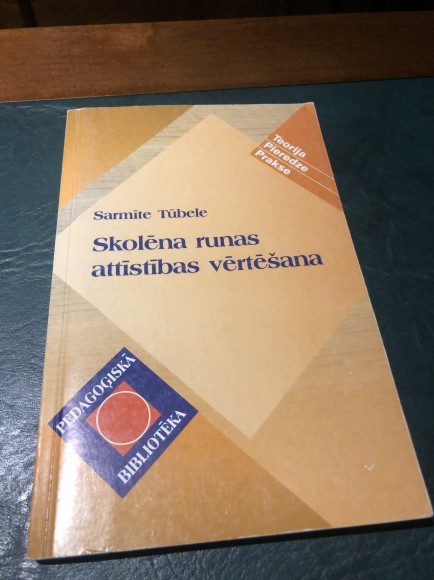 Teorija
Pieredze
Prakse
Sarmīte Tūbele
Skolēna runas
attīstības vērtēšana
PEDAGOĢISKĀ
BIBLIOTĒKA